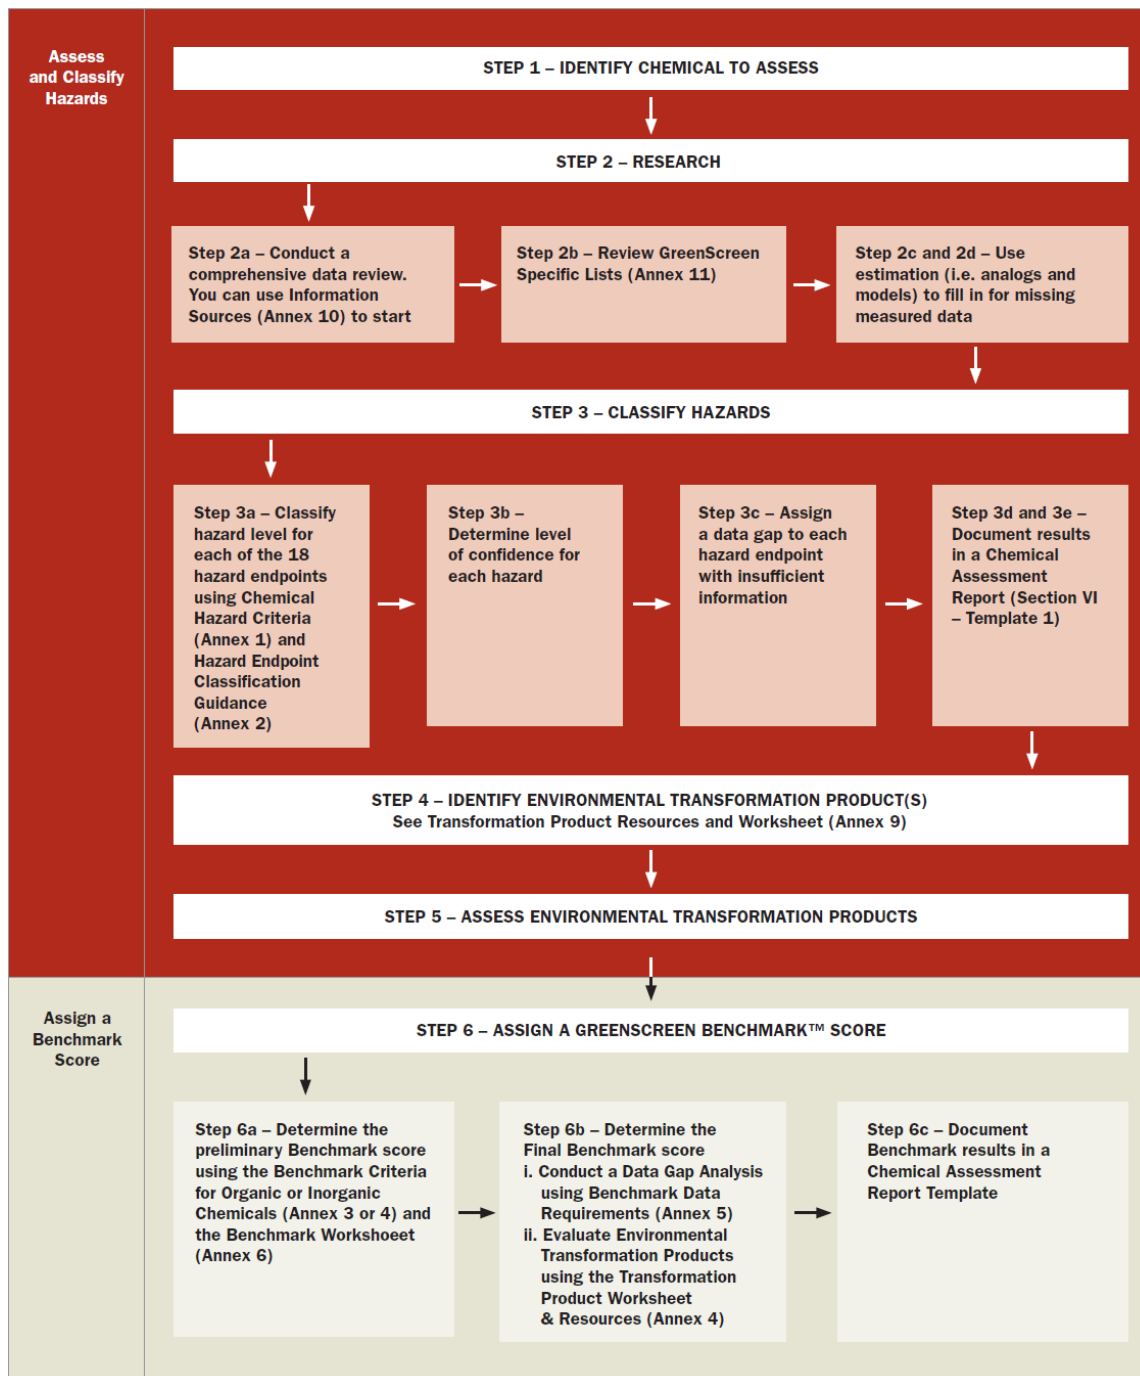 Assess
and Classify
Hazards
STEP 1 – IDENTIFY CHEMICAL TO ASSESS
STEP 2 – RESEARCH
Step 2a – Conduct a
comprehensive data review.
You can use Information
Sources (Annex 10) to start
Step 2b – Review GreenScreen
Specific Lists (Annex 11)
Step 2c and 2d – Use
estimation (i.e. analogs and
models) to fill in for missing
measured data
STEP 3 – CLASSIFY HAZARDS
Step 3a – Classify
hazard level for
each of the 18
hazard endpoints
using Chemical
Hazard Criteria
(Annex 1) and
Hazard Endpoint
Classification
Guidance
(Annex 2)
Step 3b –
Determine level
of confidence for
each hazard
Step 3c – Assign
a data gap to each
hazard endpoint
with insufficient
information
Step 3d and 3e –
Document results
in a Chemical
Assessment
Report (Section VI
– Template 1)
STEP 4 – IDENTIFY ENVIRONMENTAL TRANSFORMATION PRODUCT(S)
See Transformation Product Resources and Worksheet (Annex 9)
STEP 5 – ASSESS ENVIRONMENTAL TRANSFORMATION PRODUCTS
Assign a
Benchmark
Score
STEP 6 – ASSIGN A GREENSCREEN BENCHMARK™ SCORE
Step 6a – Determine the
preliminary Benchmark score
using the Benchmark Criteria
for Organic or Inorganic
Chemicals (Annex 3 or 4) and
the Benchmark Workshoeet
(Annex 6)
Step 6b – Determine the
Final Benchmark score
i. Conduct a Data Gap Analysis
using Benchmark Data
Requirements (Annex 5)
ii. Evaluate Environmental
Transformation Products
using the Transformation
Product Worksheet
& Resources (Annex 4)
Step 6c – Document
Benchmark results in a
Chemical Assessment
Report Template